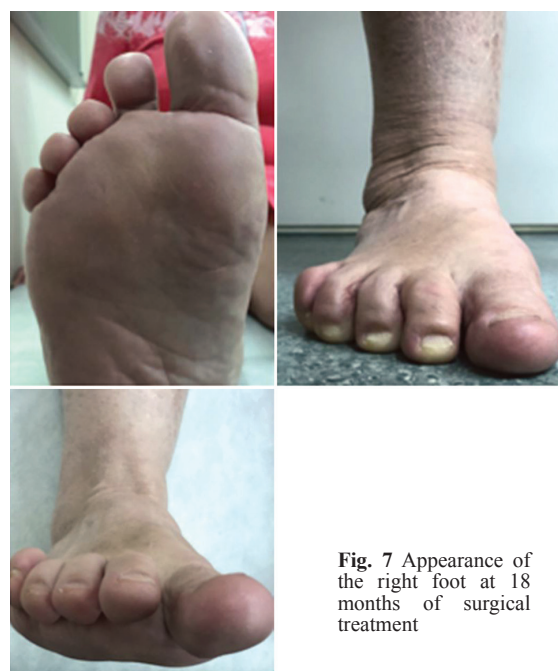 Fig. 7 Appearance of
the right foot at 18
months of surgical
treatment